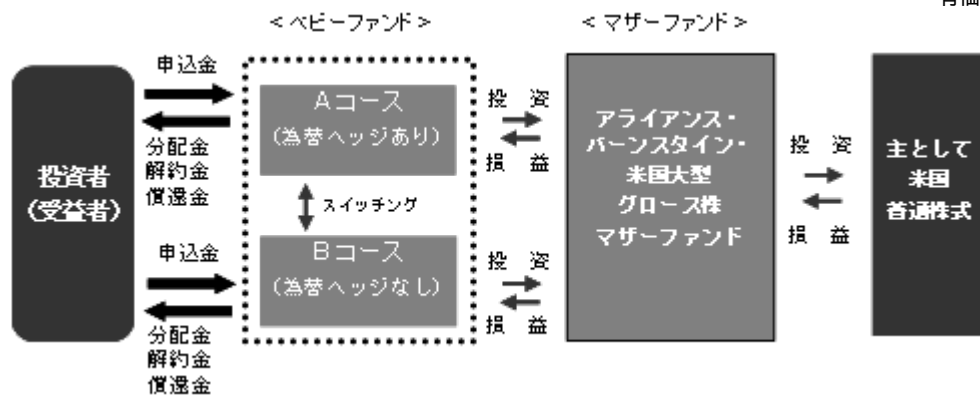 ＜ベビーファンド＞
＜マザーファンド＞
申込金
分配金
解約金
償還金
投資者
（受益者）
申込金
分配金
解約金
償還金
Ａコース
（為替ヘッジあり）
スイッチング
Ｂコース
（為替ヘッジなし）
投 資
損 益
投 資
損 益
アライアンス・
バーンスタイン・
米国大型
グロース株
マザーファンド
投 資
損 益
主として
米国
普通株式